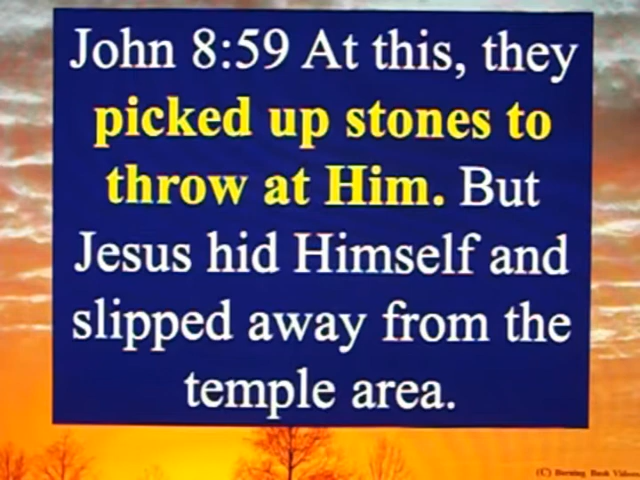 John 8:59 At this, they
picked up stones to
throw at Him. But
Jesus hid Himself and
slipped away from the
temple area.
(C) Burning Bush Videos